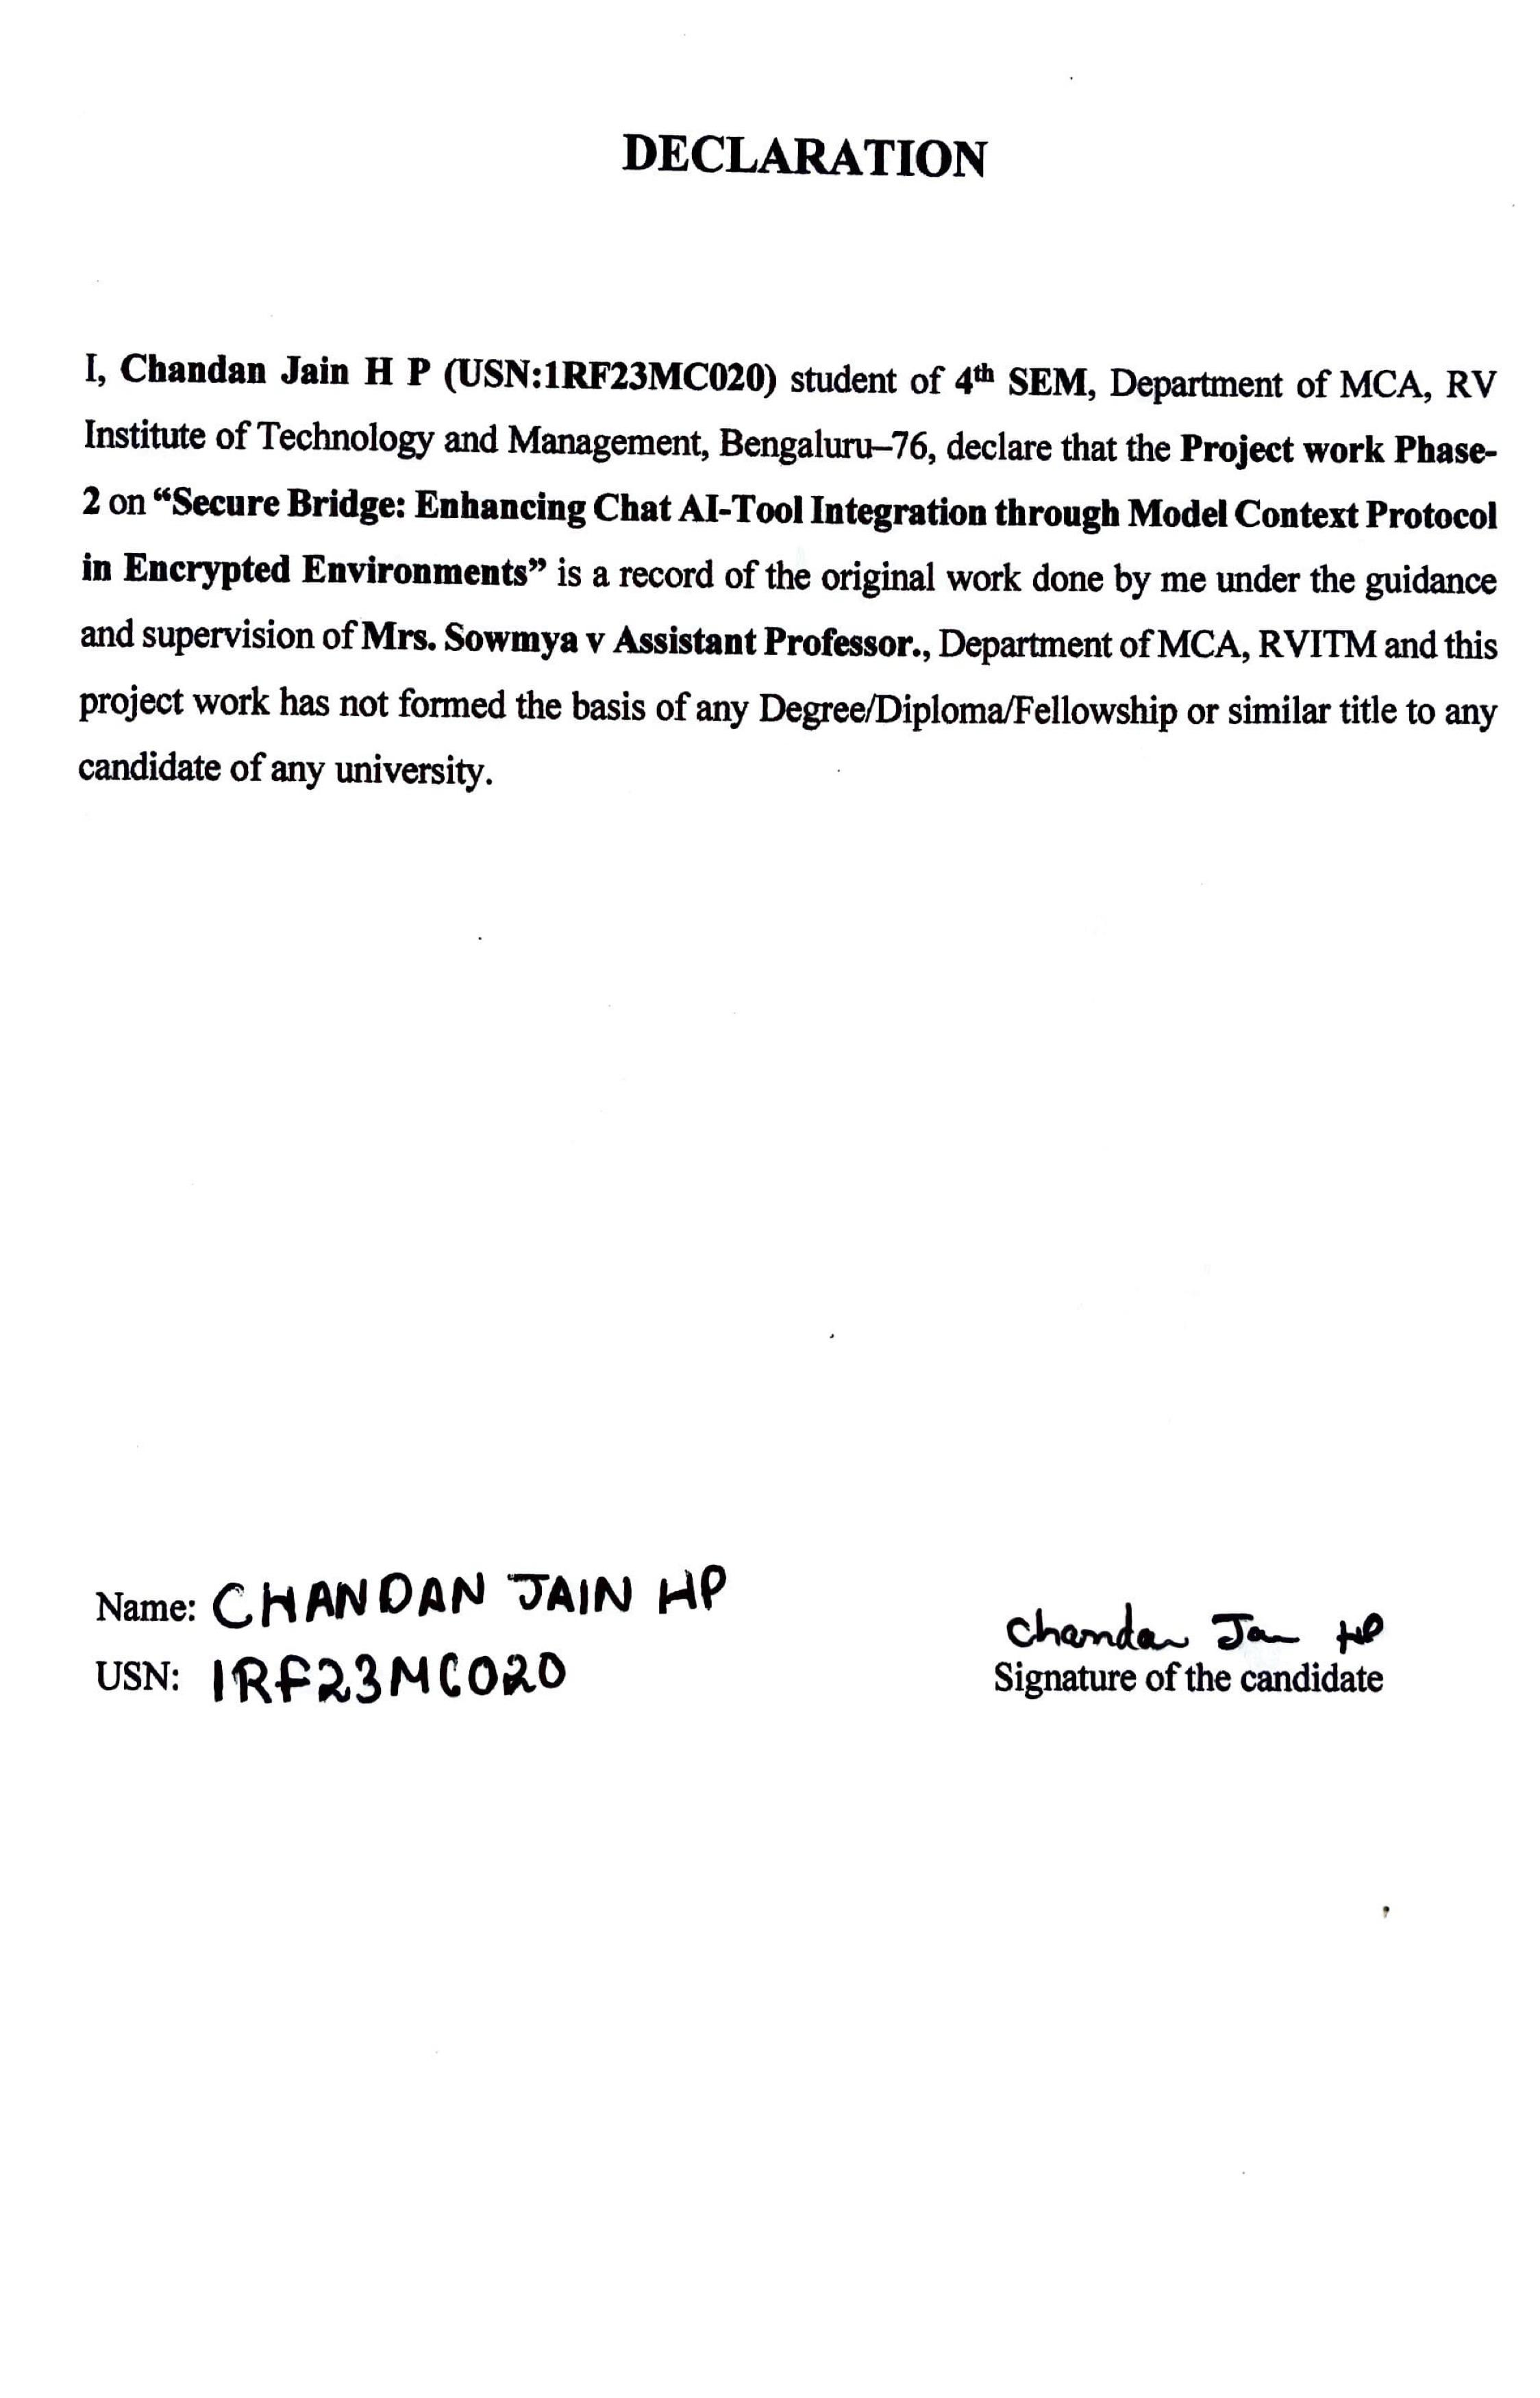 DECLARATION
I, Chandan Jain H P (USN:1RF23MC020) student of 4th SEM, Department of MCA, RV
Institute of Technology and Management, Bengaluru–76, declare that the Project work Phase-
2 on “Secure Bridge: Enhancing Chat AI-Tool Integration through Model Context Protocol
in Encrypted Environments” is a record of the original work done by me under the guidance
and supervision of Mrs. Sowmya v Assistant Professor., Department of MCA, RVITM and this
project work has not formed the basis of any Degree/Diploma/Fellowship or similar title to any
candidate of any university.
Name: CHANDAN JAIN HP
Chandan Jain HP
USN: 1RF23MC020
Signature of the candidate